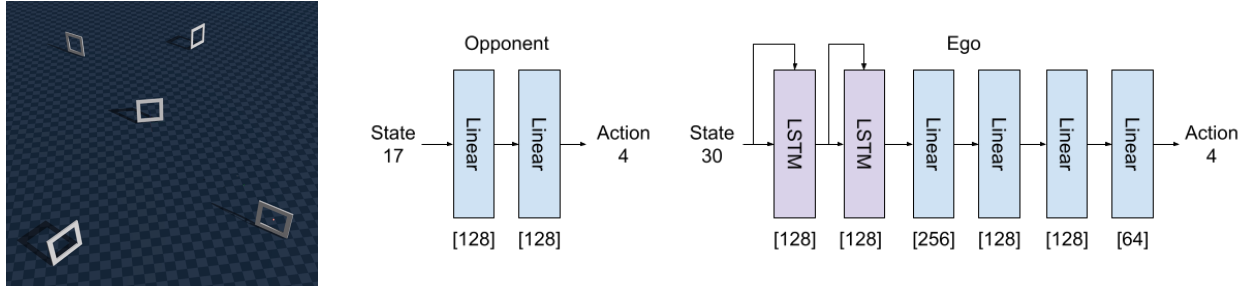 Opponent
State
17
Linear
Linear
Action
4
[128]
[128]
Ego
State
30
LSTM
LSTM
Linear
Linear
Linear
Linear
Action
4
[128]
[128]
[256]
[128]
[128]
[64]